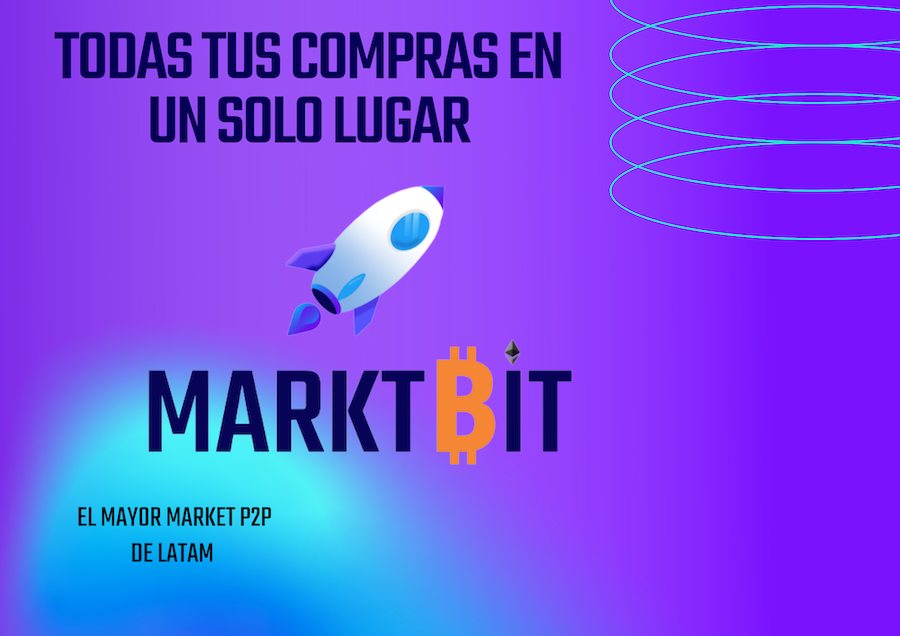 TODAS TUS COMPRAS EN
UN SOLO LUGAR
MARKTBIT
EL MAYOR MARKET P2P
DE LATAM